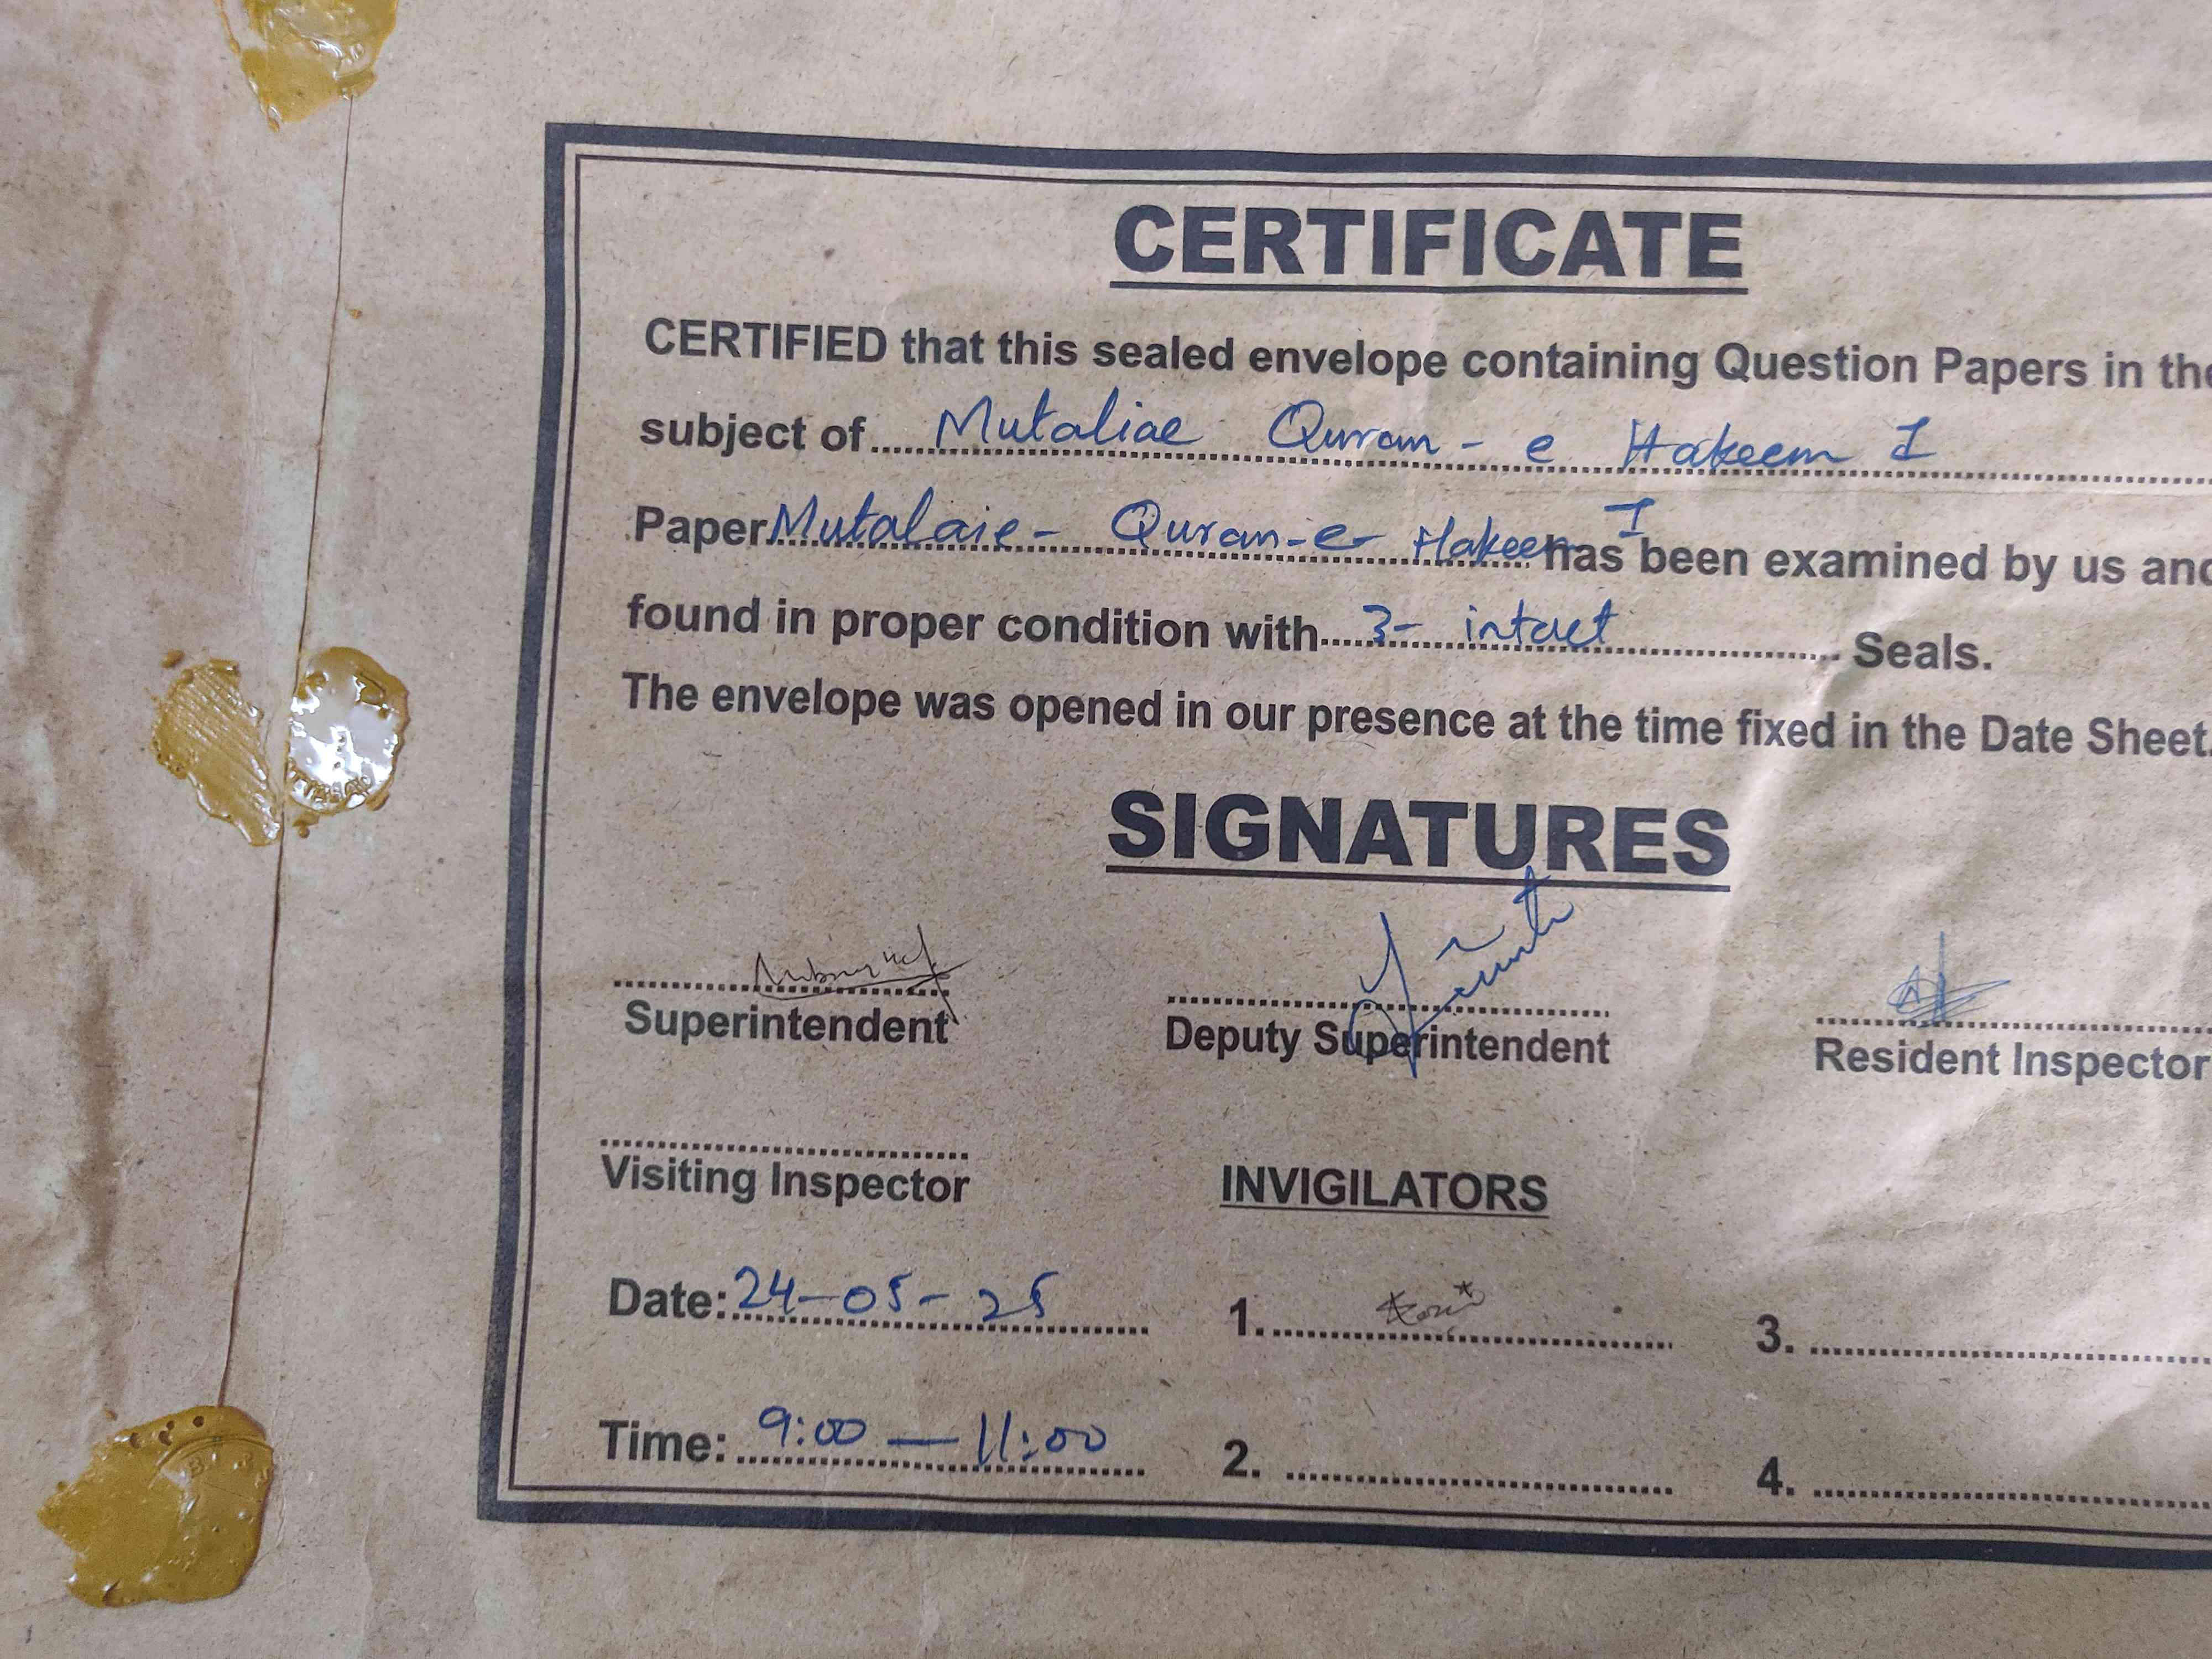 CERTIFICATE
CERTIFIED that this sealed envelope containing Question Papers in the
subject of Mutaliae Quran - e Hakeem I
Paper Mutalaie - Quran-e- Hakeem I has been examined by us and
found in proper condition with 3- intact Seals.
The envelope was opened in our presence at the time fixed in the Date Sheet.
SIGNATURES
Superintendent Deputy Superintendent Resident Inspector
Visiting Inspector INVIGILATORS
Date: 24-05-25 1. 3.
Time: 9:00 — 11:00 2. 4.